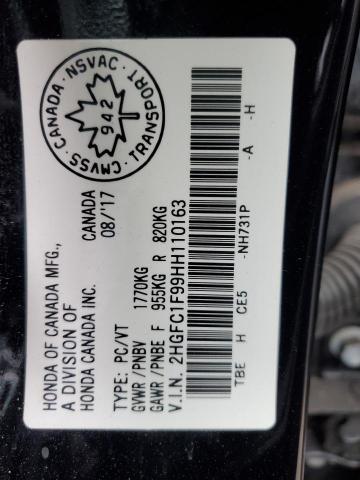 HONDA OF CANADA MFG.,
A DIVISION OF
HONDA CANADA INC.
CANADA
08/'17
CANADA · NSVAC · TRANSPORT · CMVSS ·
942
TYPE: PC/VT
GVWR/PNBV 1770KG
GAWR/PNBE F 955KG R 820KG
V.I.N. 2HGFC1F99HH110163
TBE H CE5 -NH731P -A -H